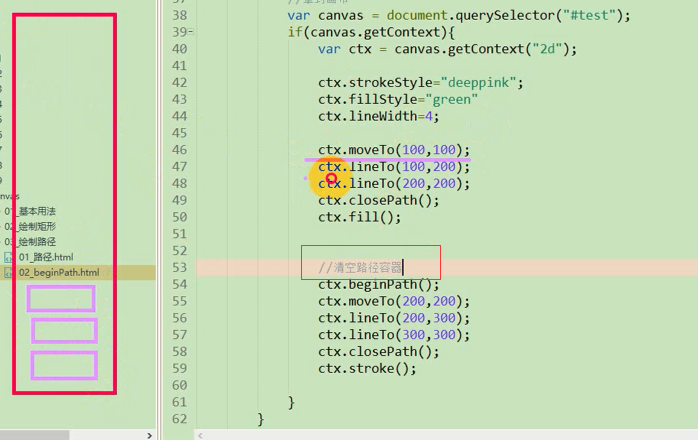 38 var canvas = document.querySelector("#test");
39 if(canvas.getContext){
40 var ctx = canvas.getContext("2d");
41
42 ctx.strokeStyle="deeppink";
43 ctx.fillStyle="green"
44 ctx.lineWidth=4;
45
46 ctx.moveTo(100,100);
47 ctx.lineTo(100,200);
48 ctx.lineTo(200,200);
49 ctx.closePath();
50 ctx.fill();
51
52
53 //清空路径容器
54 ctx.beginPath();
55 ctx.moveTo(200,200);
56 ctx.lineTo(200,300);
57 ctx.lineTo(300,300);
58 ctx.closePath();
59 ctx.stroke();
60
61 }
62 }
nvas
01_基本用法
02_绘制矩形
03_绘制路径
01_路径.html
02_beginPath.html